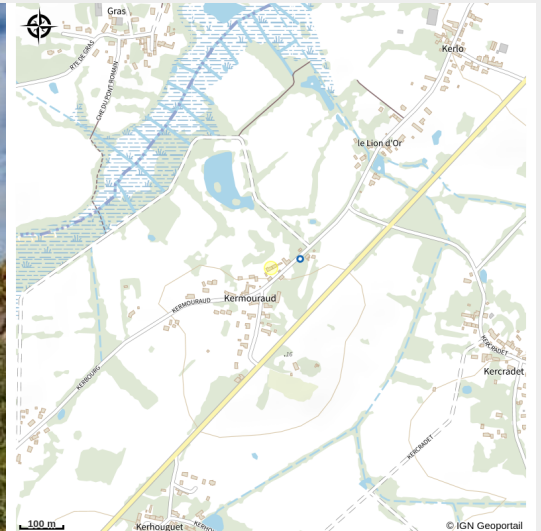 Gras
Kerlo
RTE DE GRAS
CHE DU PONT ROMAIN
le Lion d'Or
Kermouraud
KERMOURAUD
KERBOURG
KERCRADET
Kercradet
KERCRADET
Kerhouguet
100 m
© IGN Geoportail